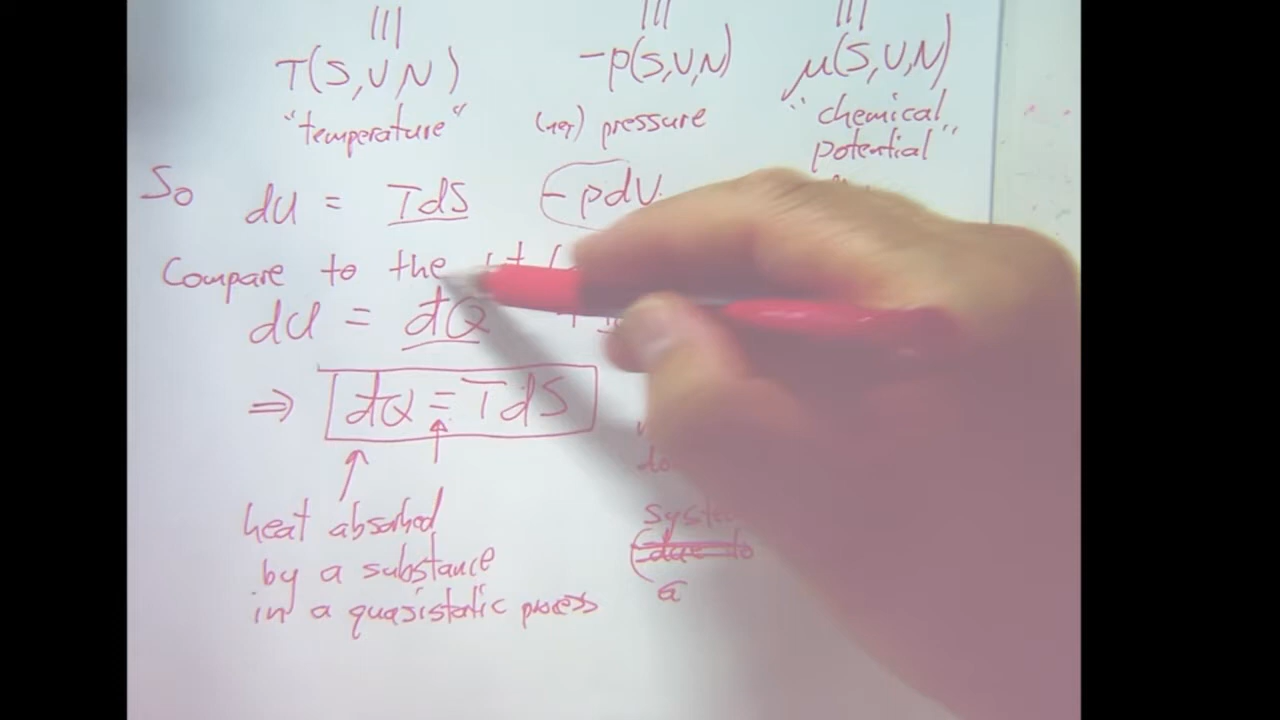 ||| ||| |||
T(S,V,N) -p(S,V,N) μ(S,V,N)
"temperature" pressure "chemical
potential"
So dU = TdS - pdV
Compare to the
dU = đQ +
⇒ đQ = TdS
heat absorbed
by a substance
in a quasistatic process
a